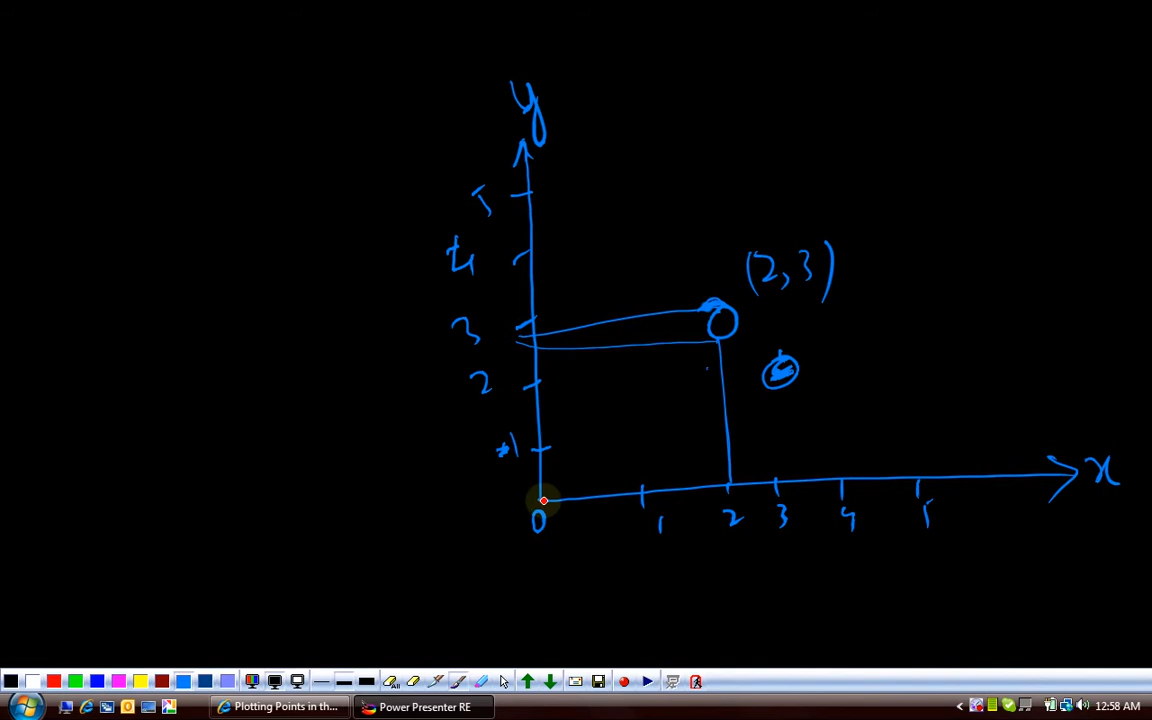 y
5
4
(2,3)
3
2
1
x
0 1 2 3 4 5
Plotting Points in th...
Power Presenter RE
12:58 AM